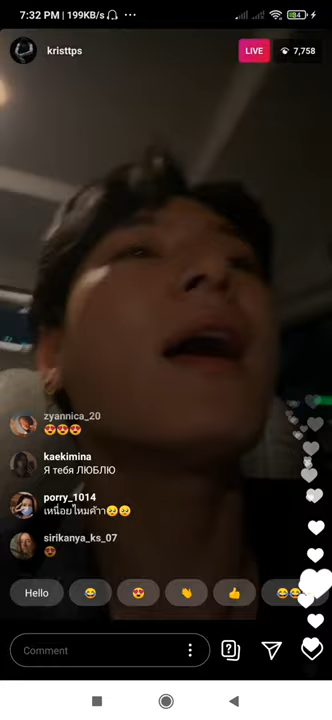 7:32 PM | 199KB/s
84
kristtps
LIVE
7,758
zyannica_20
😍😍😍
kaekimina
Я тебя ЛЮБЛЮ
porry_1014
เหนื่อยไหมค้าา🥺🥺
sirikanya_ks_07
😍
Hello 😂 😍 👏 👍 😂😂
Comment